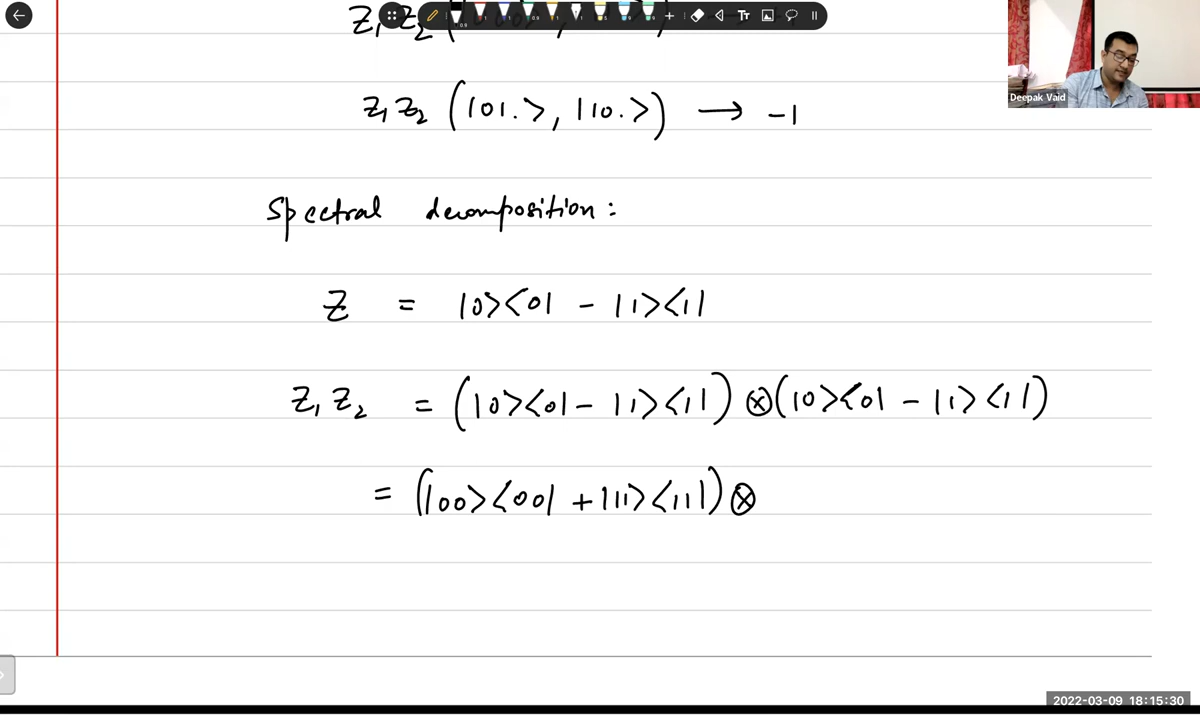 Z₁Z₂ (
Z₁Z₂ (|01.>, |10.>) → -1
Deepak Vaid
Spectral decomposition:
Z = |0><0| - |1><1|
Z₁Z₂ = (|0><0| - |1><1|) ⊗ (|0><0| - |1><1|)
= (|00><00| + |11><11|) ⊗
2022-03-09 18:15:30